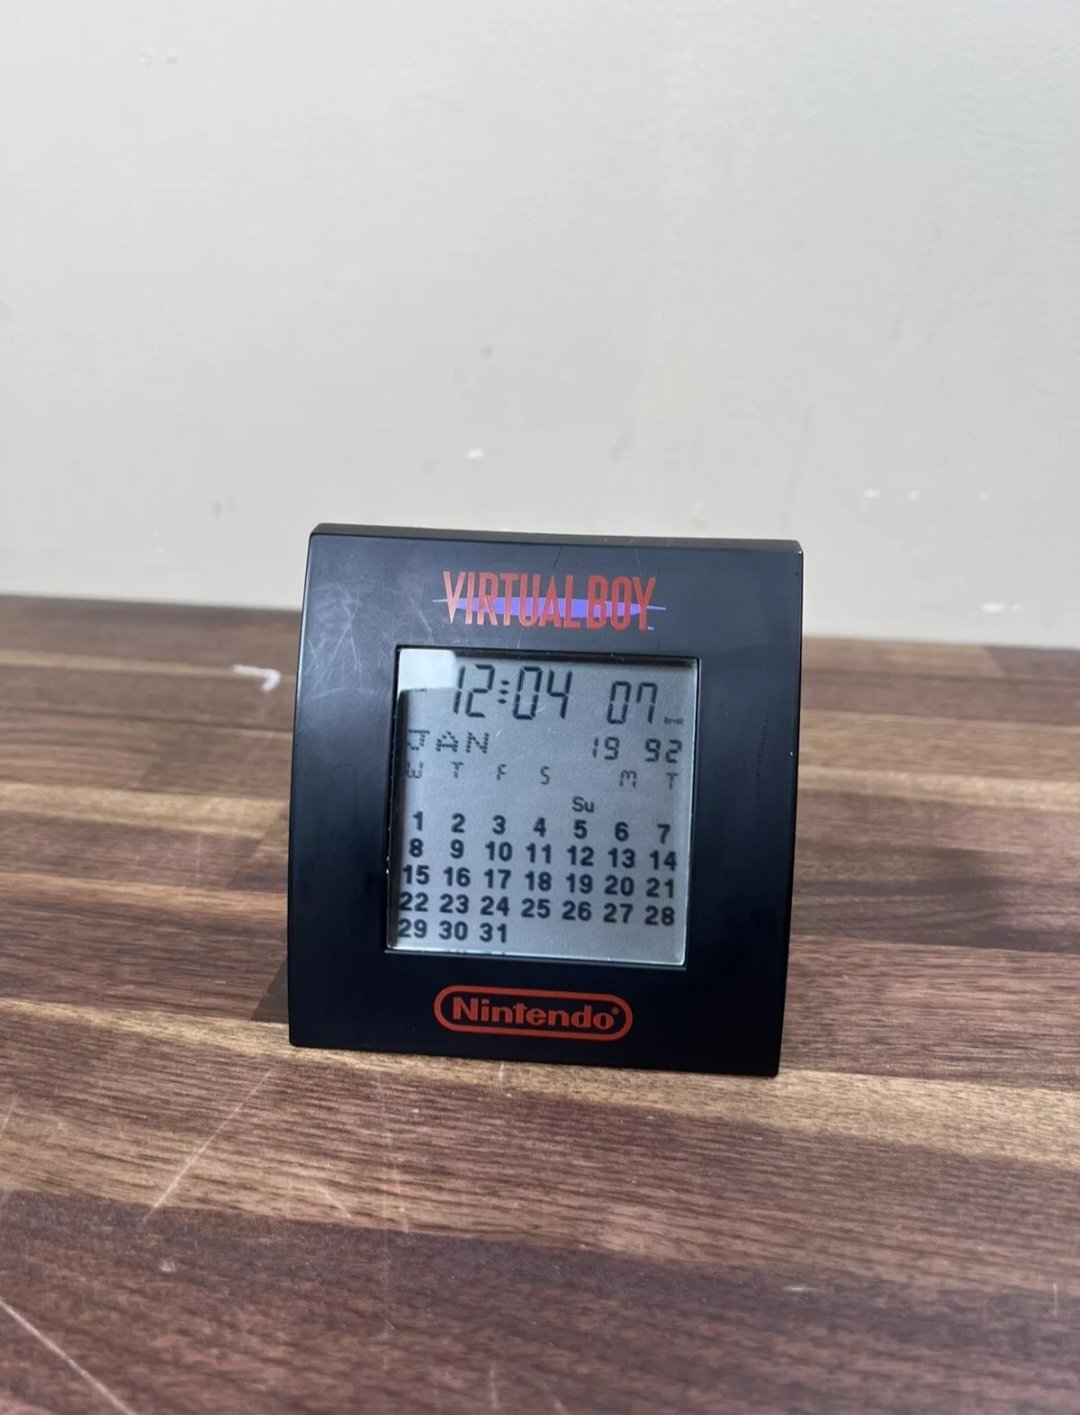 VIRTUAL BOY
12:04 07
JAN 19 92
W T F S M T
Su
1 2 3 4 5 6 7
8 9 10 11 12 13 14
15 16 17 18 19 20 21
22 23 24 25 26 27 28
29 30 31
Nintendo®